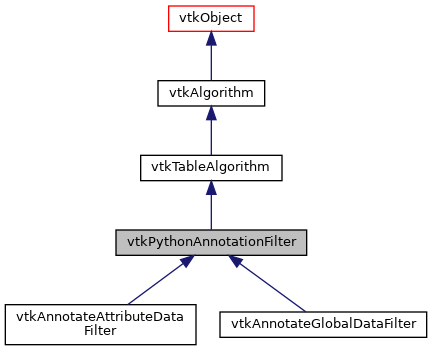 vtkObject
vtkAlgorithm
vtkTableAlgorithm
vtkPythonAnnotationFilter
vtkAnnotateAttributeData
Filter
vtkAnnotateGlobalDataFilter